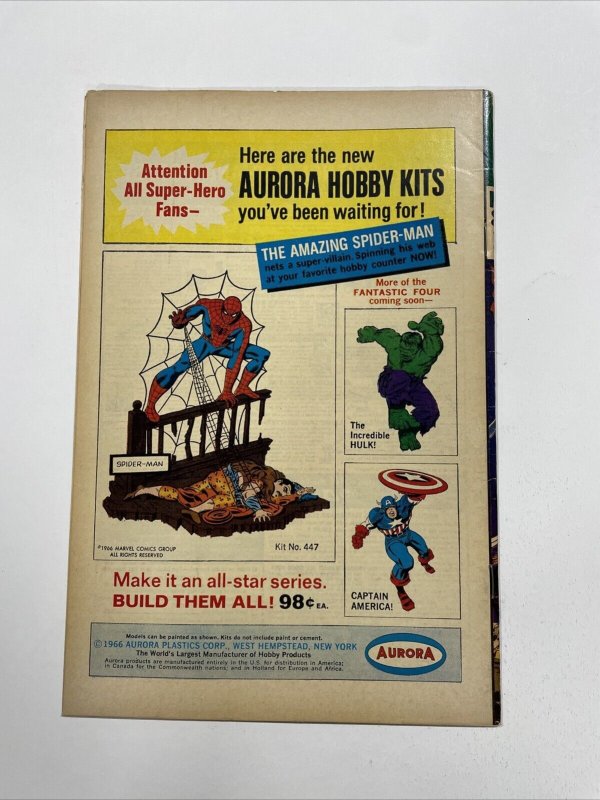 Attention
All Super-Hero
Fans—
Here are the new
AURORA HOBBY KITS
you've been waiting for!
THE AMAZING SPIDER-MAN
nets a super-villain. Spinning his web
at your favorite hobby counter NOW!
More of the
FANTASTIC FOUR
coming soon—
The
Incredible
HULK!
SPIDER-MAN
©1966 MARVEL COMICS GROUP
ALL RIGHTS RESERVED
Kit No. 447
A
CAPTAIN
AMERICA!
Make it an all-star series.
BUILD THEM ALL! 98¢ EA.
Models can be painted as shown. Kits do not include paint or cement.
©1966 AURORA PLASTICS CORP., WEST HEMPSTEAD, NEW YORK
The World's Largest Manufacturer of Hobby Products
Aurora products are manufactured entirely in the U.S. for distribution in America;
in Canada for the Commonwealth nations; and in Holland for Europe and Africa.
AURORA